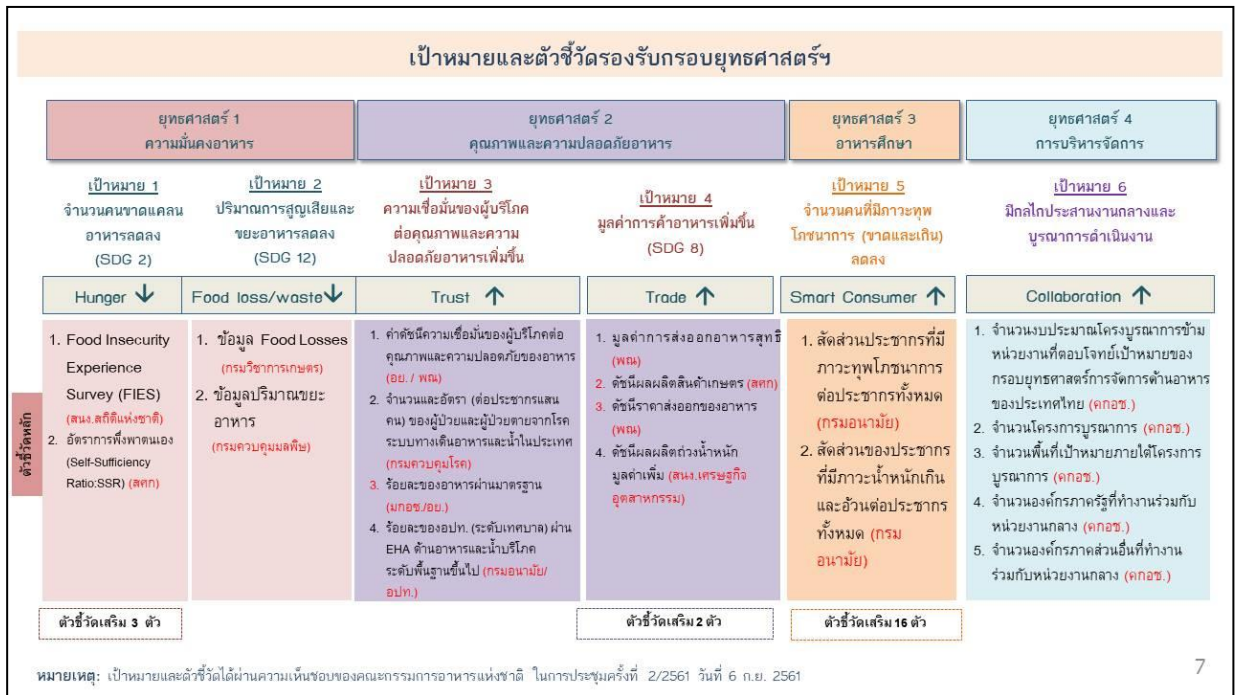 เป้าหมายและตัวชี้วัดรองรับกรอบยุทธศาสตร์ฯ
ยุทธศาสตร์ 1
ความมั่นคงอาหาร
ยุทธศาสตร์ 2
คุณภาพและความปลอดภัยอาหาร
ยุทธศาสตร์ 3
อาหารศึกษา
ยุทธศาสตร์ 4
การบริหารจัดการ
เป้าหมาย 1
จำนวนคนขาดแคลน
อาหารลดลง
(SDG 2)
เป้าหมาย 2
ปริมาณการสูญเสียและ
ขยะอาหารลดลง
(SDG 12)
เป้าหมาย 3
ความเชื่อมั่นของผู้บริโภค
ต่อคุณภาพและความ
ปลอดภัยอาหารเพิ่มขึ้น
เป้าหมาย 4
มูลค่าการค้าอาหารเพิ่มขึ้น
(SDG 8)
เป้าหมาย 5
จำนวนคนที่มีภาวะทุพ
โภชนาการ (ขาดและเกิน)
ลดลง
เป้าหมาย 6
มีกลไกประสานงานกลางและ
บูรณาการดำเนินงาน
Hunger ↓
Food loss/waste↓
Trust ↑
Trade ↑
Smart Consumer ↑
Collaboration ↑
ตัวชี้วัดหลัก
1. Food Insecurity
Experience
Survey (FIES)
(สนง.สถิติแห่งชาติ)
2. อัตราการพึ่งพาตนเอง
(Self-Sufficiency
Ratio:SSR) (สศก)
1. ข้อมูล Food Losses
(กรมวิชาการเกษตร)
2. ข้อมูลปริมาณขยะ
อาหาร
(กรมควบคุมมลพิษ)
1. ค่าดัชนีความเชื่อมั่นของผู้บริโภคต่อ
คุณภาพและความปลอดภัยของอาหาร
(อย. / พณ)
2. จำนวนและอัตรา (ต่อประชากรแสน
คน) ของผู้ป่วยและผู้ป่วยตายจากโรค
ระบบทางเดินอาหารและน้ำในประเทศ
(กรมควบคุมโรค)
3. ร้อยละของอาหารผ่านมาตรฐาน
(มกอช./อย.)
4. ร้อยละของอปท. (ระดับเทศบาล) ผ่าน
EHA ด้านอาหารและน้ำบริโภค
ระดับพื้นฐานขึ้นไป (กรมอนามัย/
อปท.)
1. มูลค่าการส่งออกอาหารสุทธิ
(พณ)
2. ดัชนีผลผลิตสินค้าเกษตร (สศก)
3. ดัชนีราคาส่งออกของอาหาร
(พณ)
4. ดัชนีผลผลิตถ่วงน้ำหนัก
มูลค่าเพิ่ม (สนง.เศรษฐกิจ
อุตสาหกรรม)
1. สัดส่วนประชากรที่มี
ภาวะทุพโภชนาการ
ต่อประชากรทั้งหมด
(กรมอนามัย)
2. สัดส่วนของประชากร
ที่มีภาวะน้ำหนักเกิน
และอ้วนต่อประชากร
ทั้งหมด (กรม
อนามัย)
1. จำนวนงบประมาณโครงบูรณาการข้าม
หน่วยงานที่ตอบโจทย์เป้าหมายของ
กรอบยุทธศาสตร์การจัดการด้านอาหาร
ของประเทศไทย (คกอช.)
2. จำนวนโครงการบูรณาการ (คกอช.)
3. จำนวนพื้นที่เป้าหมายภายใต้โครงการ
บูรณาการ (คกอช.)
4. จำนวนองค์กรภาครัฐที่ทำงานร่วมกับ
หน่วยงานกลาง (คกอช.)
5. จำนวนองค์กรภาคส่วนอื่นที่ทำงาน
ร่วมกับหน่วยงานกลาง (คกอช.)
ตัวชี้วัดเสริม 3 ตัว
ตัวชี้วัดเสริม 2 ตัว
ตัวชี้วัดเสริม 16 ตัว
หมายเหตุ: เป้าหมายและตัวชี้วัดได้ผ่านความเห็นชอบของคณะกรรมการอาหารแห่งชาติ ในการประชุมครั้งที่ 2/2561 วันที่ 6 ก.ย. 2561
7